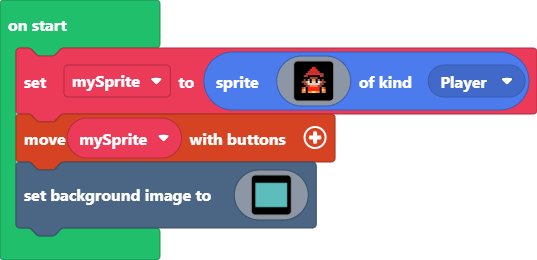 on start
set mySprite to sprite of kind Player
move mySprite with buttons
set background image to